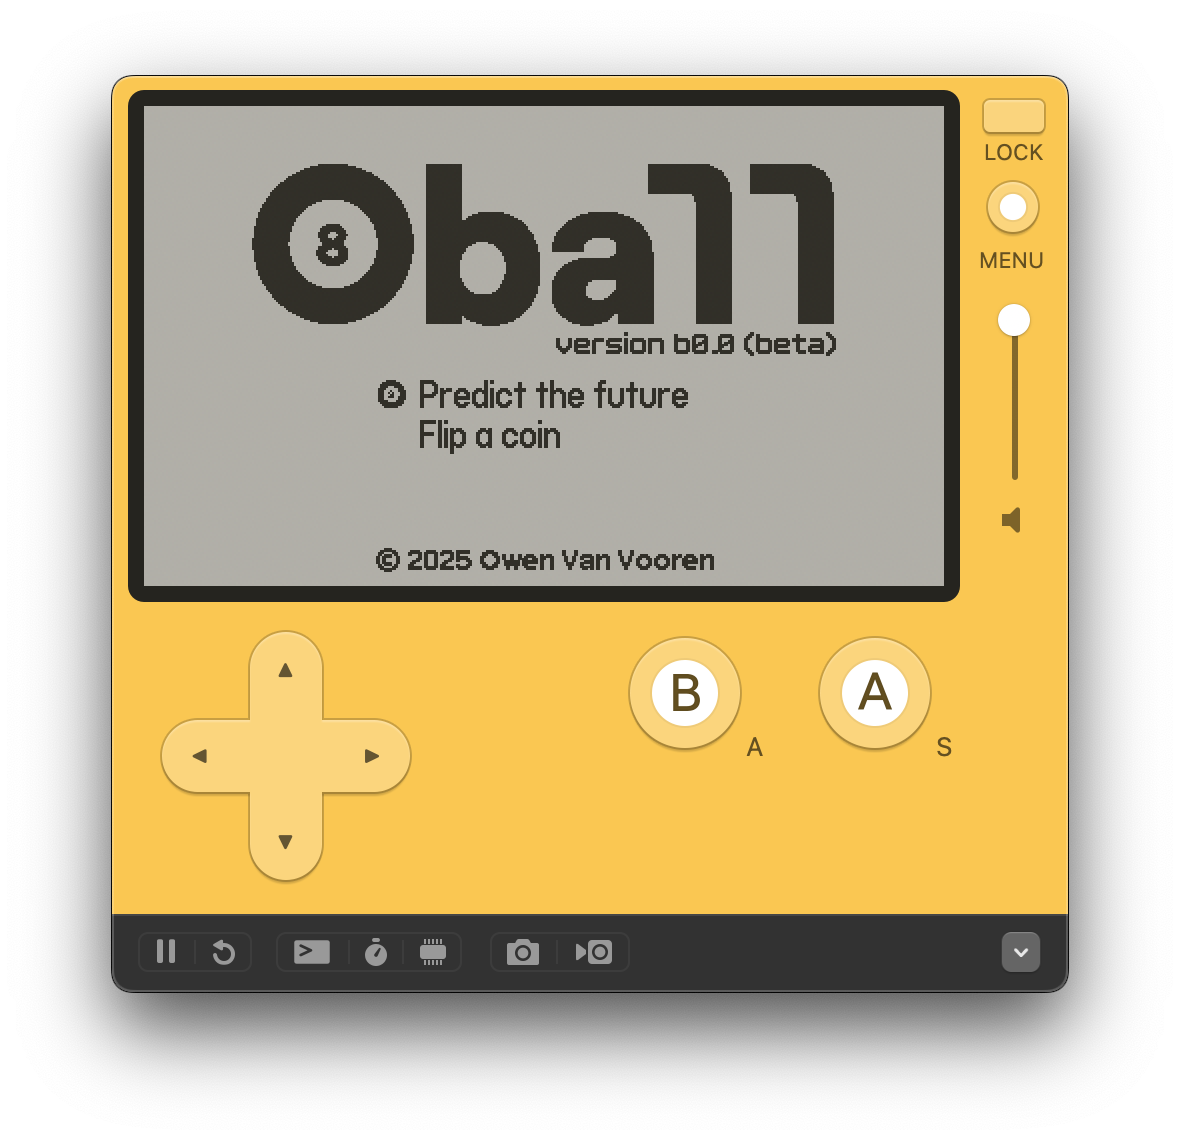 8ball
version b0.0 (beta)
Predict the future
Flip a coin
© 2025 Owen Van Vooren
LOCK
MENU
B
A
A
S